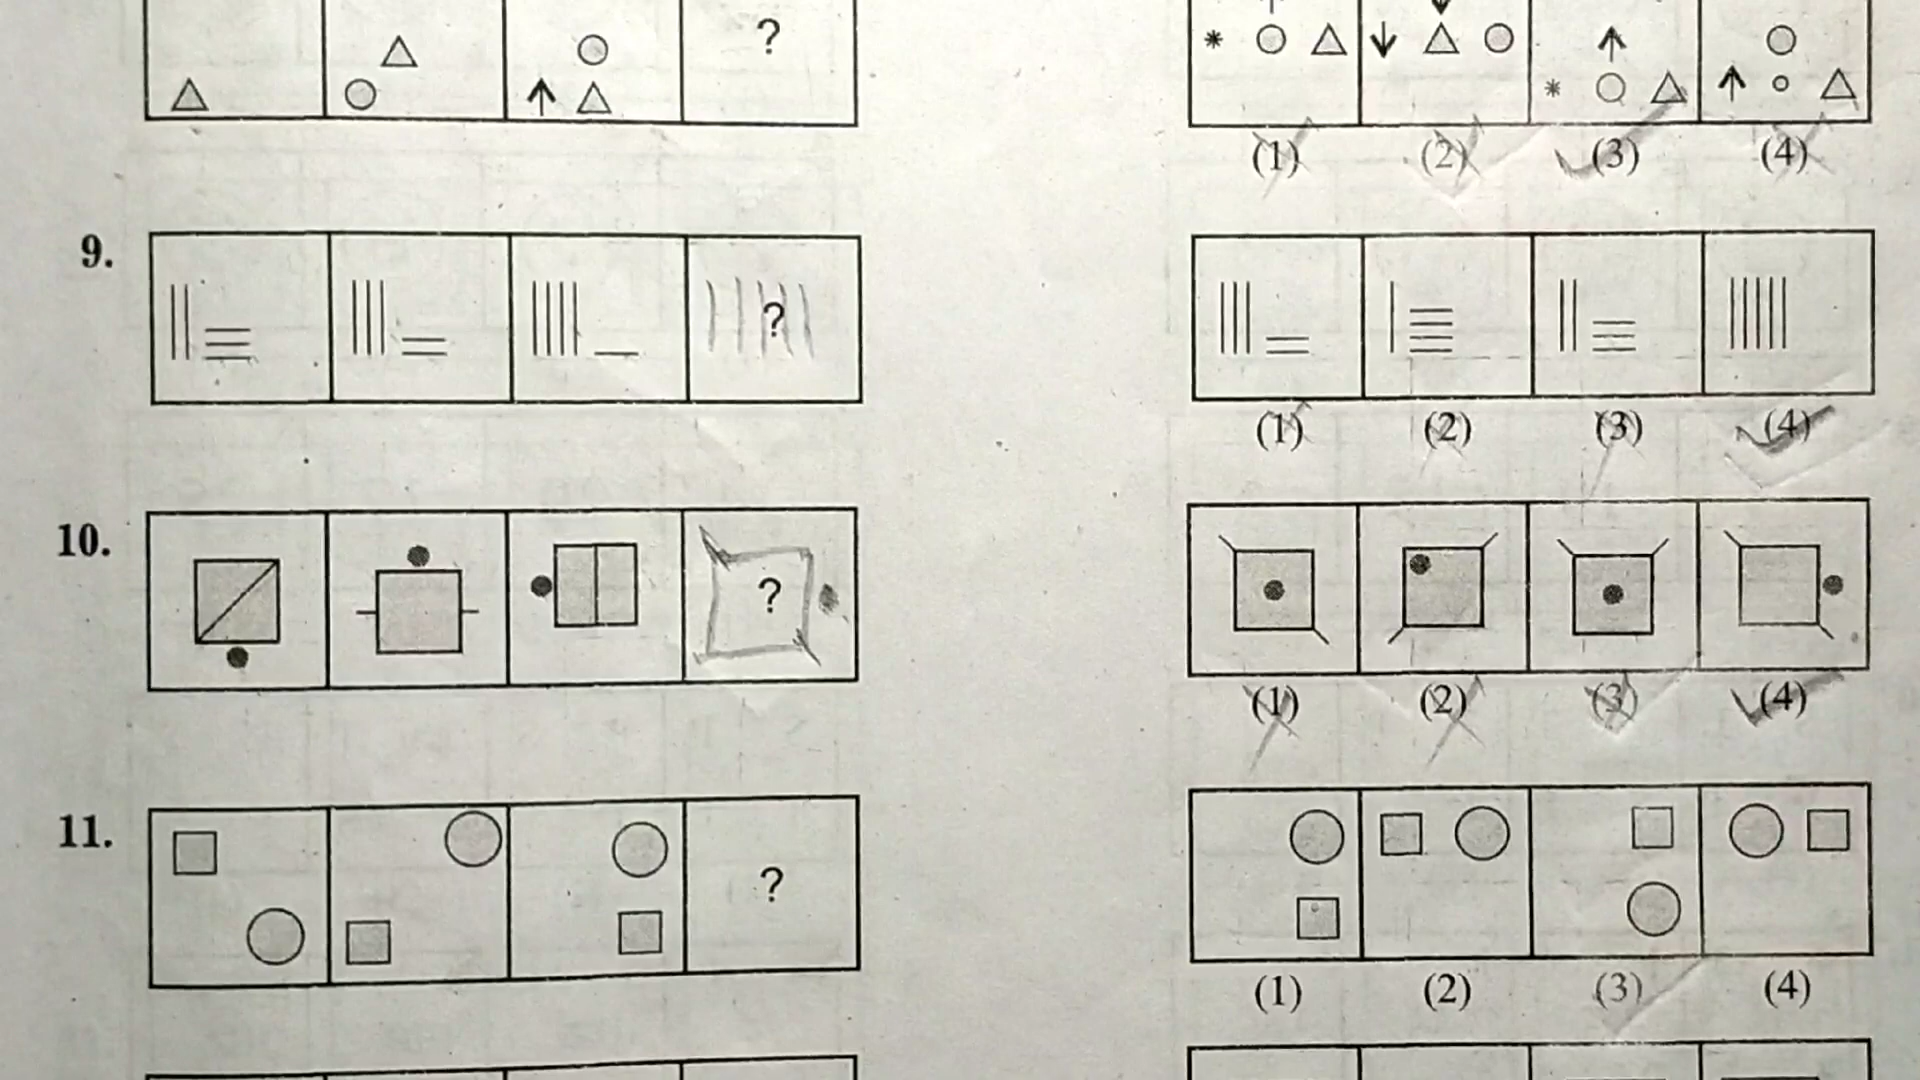 ?
(1) (2) (3) (4)
9. ?
(1) (2) (3) (4)
10. ?
(1) (2) (3) (4)
11. ?
(1) (2) (3) (4)